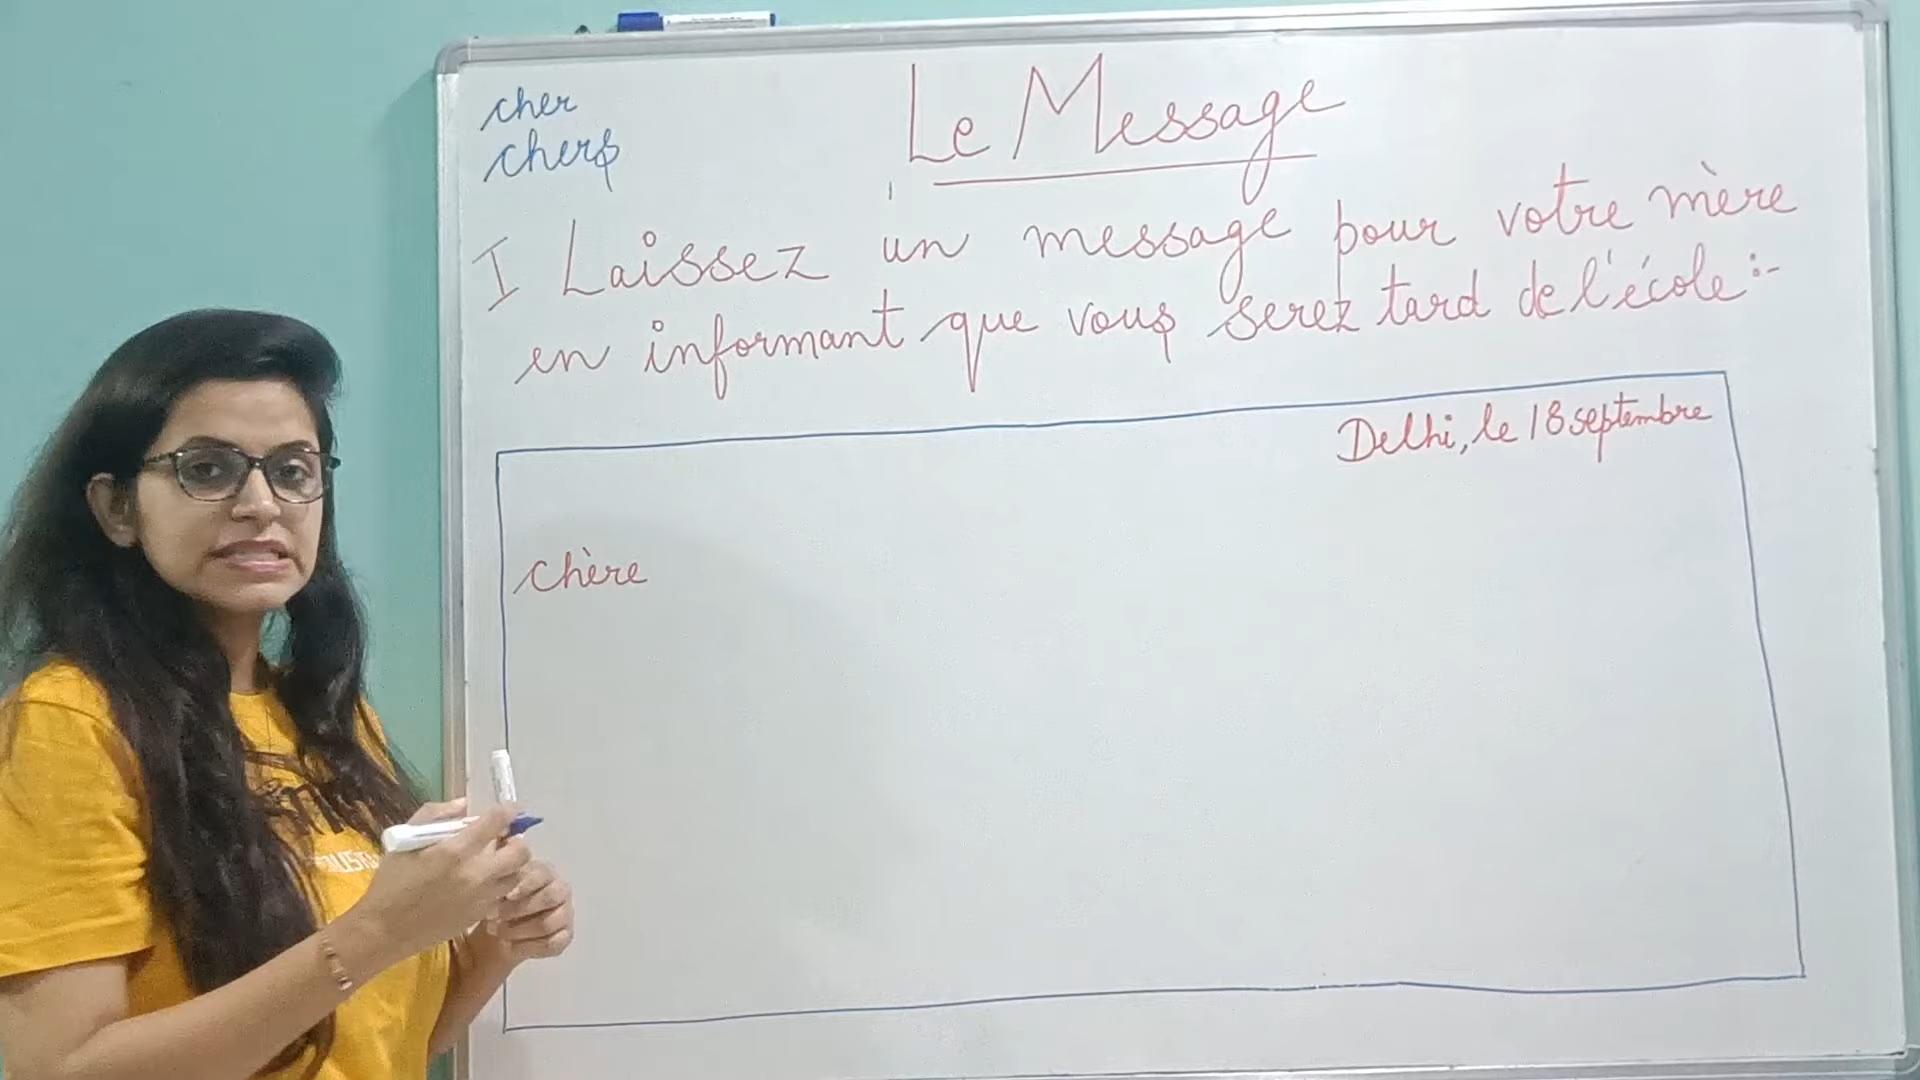 cher
chers
Le Message
I Laissez un message pour votre mère
en informant que vous serez tard de l'école :-
Delhi, le 18 septembre
chère